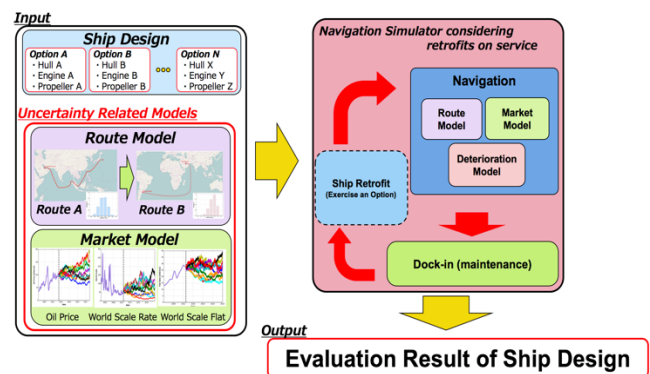 Input
Ship Design
Option A
・Hull A
・Engine A
・Propeller A
Option B
・Hull B
・Engine B
・Propeller B
Option N
・Hull X
・Engine Y
・Propeller Z
Uncertainty Related Models
Route Model
Route A
Route B
Market Model
Oil Price
World Scale Rate
World Scale Flat
Navigation Simulator considering
retrofits on service
Navigation
Route
Model
Market
Model
Deterioration
Model
Ship Retrofit
(Exercise an Option)
Dock-in (maintenance)
Output
Evaluation Result of Ship Design